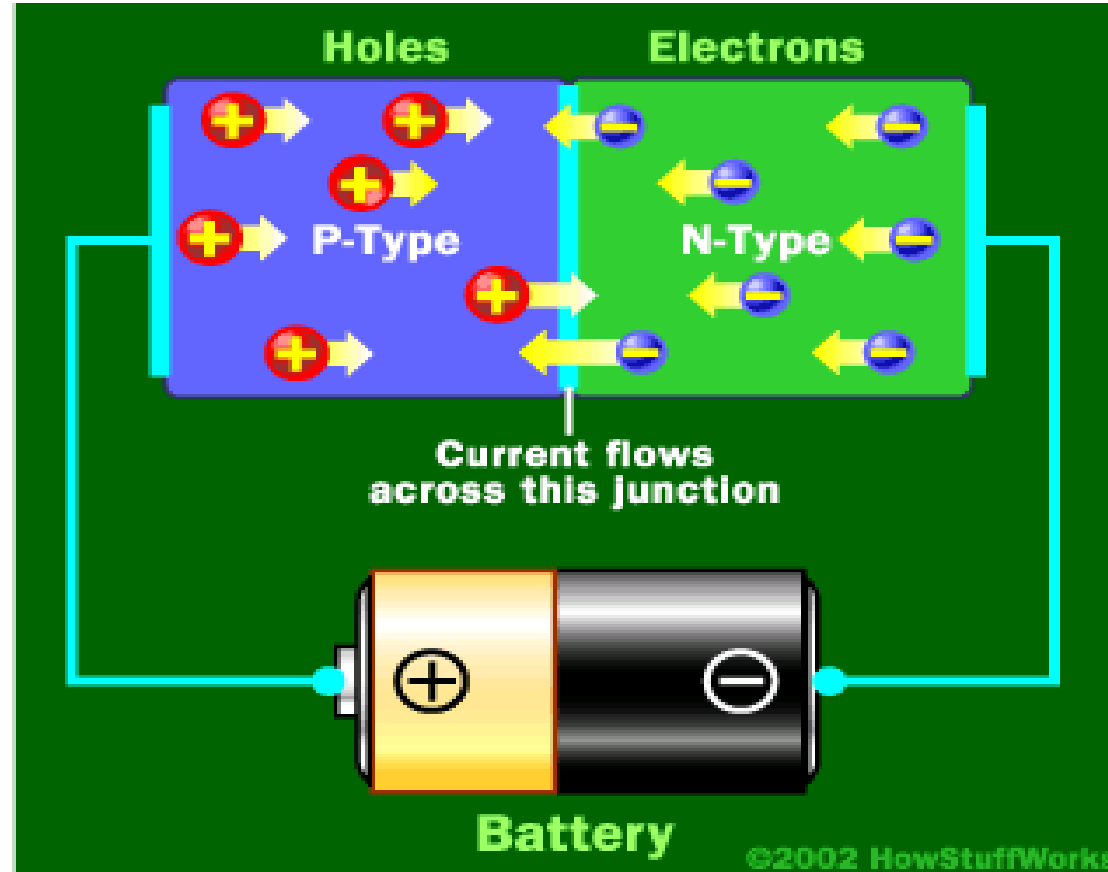 Holes Electrons
P-Type N-Type
Current flows
across this junction
Battery
©2002 HowStuffWorks